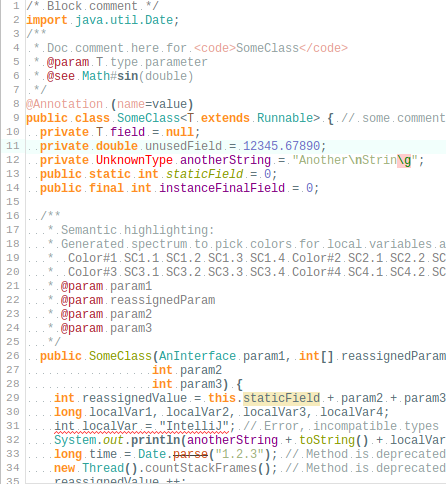 1 /* Block comment */
2 import java.util.Date;
3 /**
4  * Doc comment here for <code>SomeClass</code>
5  * @param T type parameter
6  * @see Math#sin(double)
7  */
8 @Annotation (name=value)
9 public class SomeClass<T extends Runnable> { // some comment
10   private T field = null;
11   private double unusedField = 12345.67890;
12   private UnknownType anotherString = "Another\nStrin\g";
13   public static int staticField = 0;
14   public final int instanceFinalField = 0;
15
16   /**
17    * Semantic highlighting:
18    * Generated spectrum to pick colors for local variables a
19    *  Color#1 SC1.1 SC1.2 SC1.3 SC1.4 Color#2 SC2.1 SC2.2 SC
20    *  Color#3 SC3.1 SC3.2 SC3.3 SC3.4 Color#4 SC4.1 SC4.2 SC
21    * @param param1
22    * @param reassignedParam
23    * @param param2
24    * @param param3
25    */
26   public SomeClass(AnInterface param1, int[] reassignedParam
27                   int param2
28                   int param3) {
29     int reassignedValue = this.staticField + param2 + param3
30     long localVar1, localVar2, localVar3, localVar4;
31     int localVar = "IntelliJ"; // Error, incompatible types
32     System.out.println(anotherString + toString() + localVar
33     long time = Date.parse("1.2.3"); // Method is deprecated
34     new Thread().countStackFrames(); // Method is deprecated
35     reassignedValue ++;